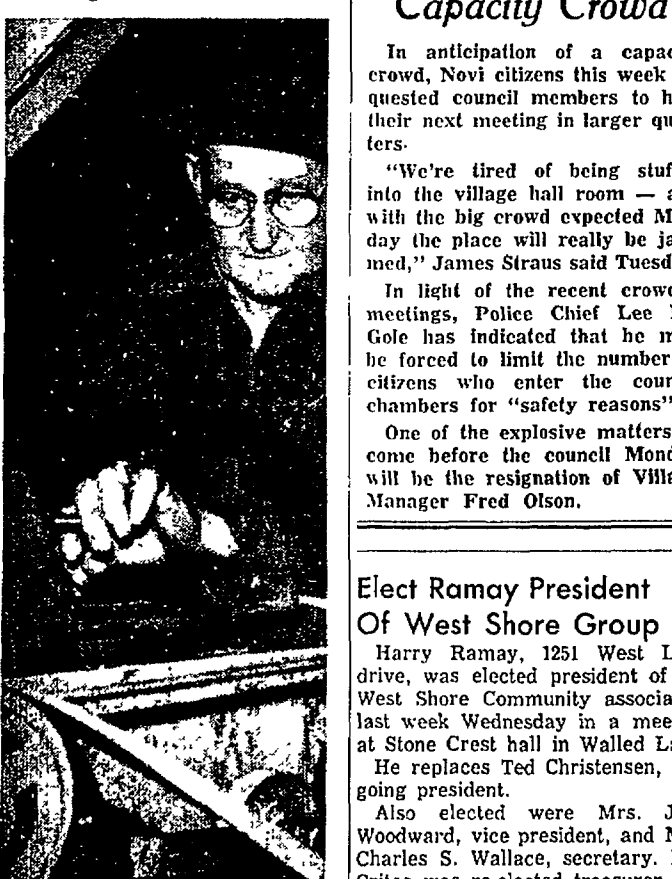 Capacity Crowd
In anticipation of a capac
crowd, Novi citizens this week
quested council members to h
their next meeting in larger qu
ters.
"We're tired of being stuf
into the village hall room — a
with the big crowd expected M
day the place will really be ja
med," James Straus said Tuesd
In light of the recent crowd
meetings, Police Chief Lee
Gole has indicated that he m
be forced to limit the number
citizens who enter the coun
chambers for "safety reasons"
One of the explosive matters
come before the council Mond
will be the resignation of Villa
Manager Fred Olson.
Elect Ramay President
Of West Shore Group
Harry Ramay, 1251 West L
drive, was elected president of
West Shore Community associa
last week Wednesday in a mee
at Stone Crest hall in Walled La
He replaces Ted Christensen,
going president.
Also elected were Mrs. J
Woodward, vice president, and M
Charles S. Wallace, secretary.
was re-elected treasurer